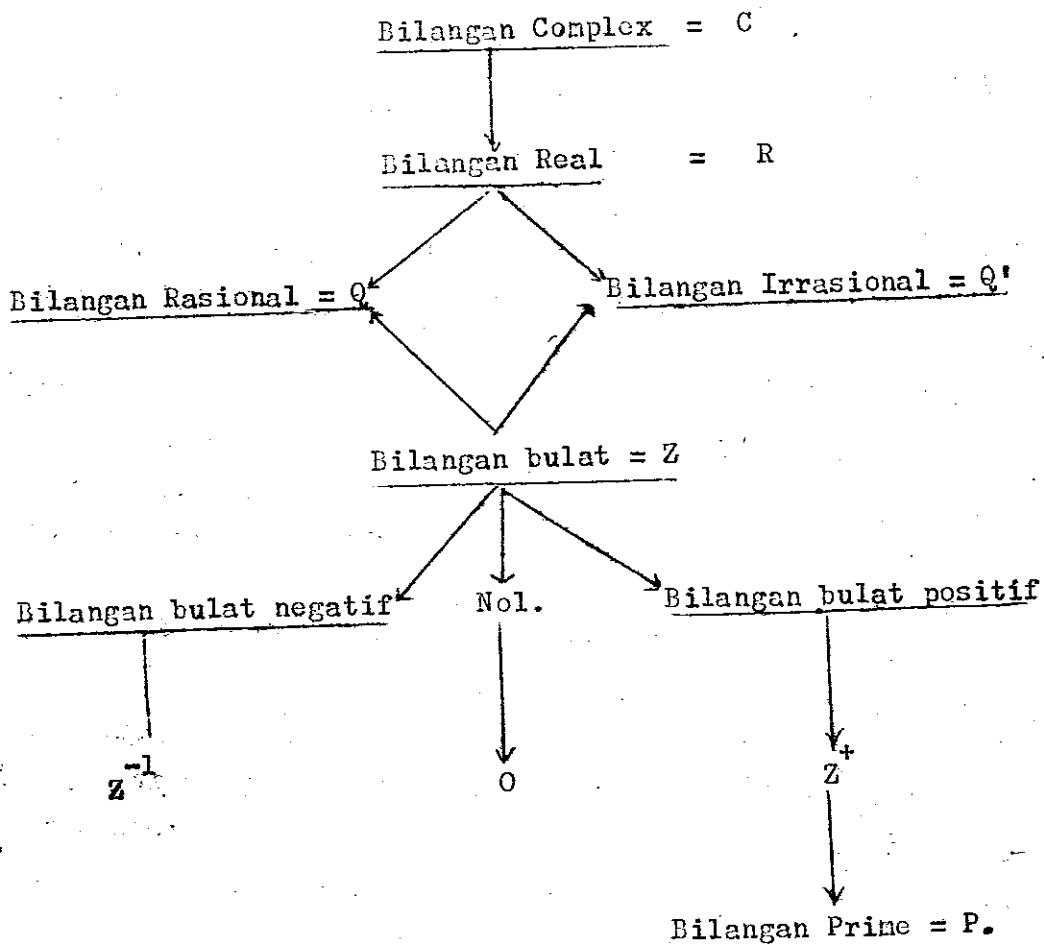 Bilangan Complex = C .
Bilangan Real = R
Bilangan Rasional = Q
Bilangan Irrasional = Q'
Bilangan bulat = Z
Bilangan bulat negatif
Nol.
Bilangan bulat positif
Z⁻¹
O
Z⁺
Bilangan Prime = P.